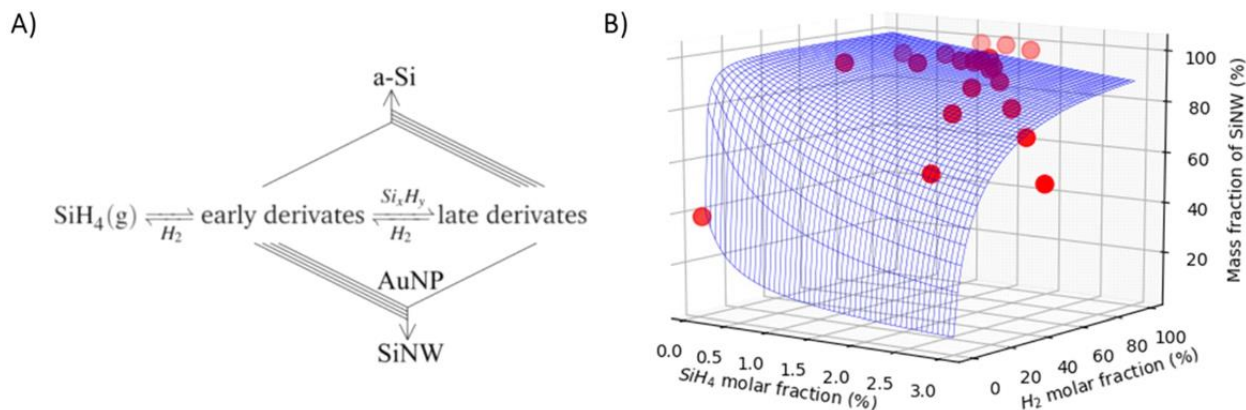 A)
a-Si
SiH₄(g) ⇌ early derivates ⇌ late derivates
SiₓHᵧ
H₂
H₂
AuNP
SiNW
B)
100
80
60
40
20
Mass fraction of SiNW (%)
0.0 0.5 1.0 1.5 2.0 2.5 3.0
SiH₄ molar fraction (%)
0 20 40 60 80 100
H₂ molar fraction (%)